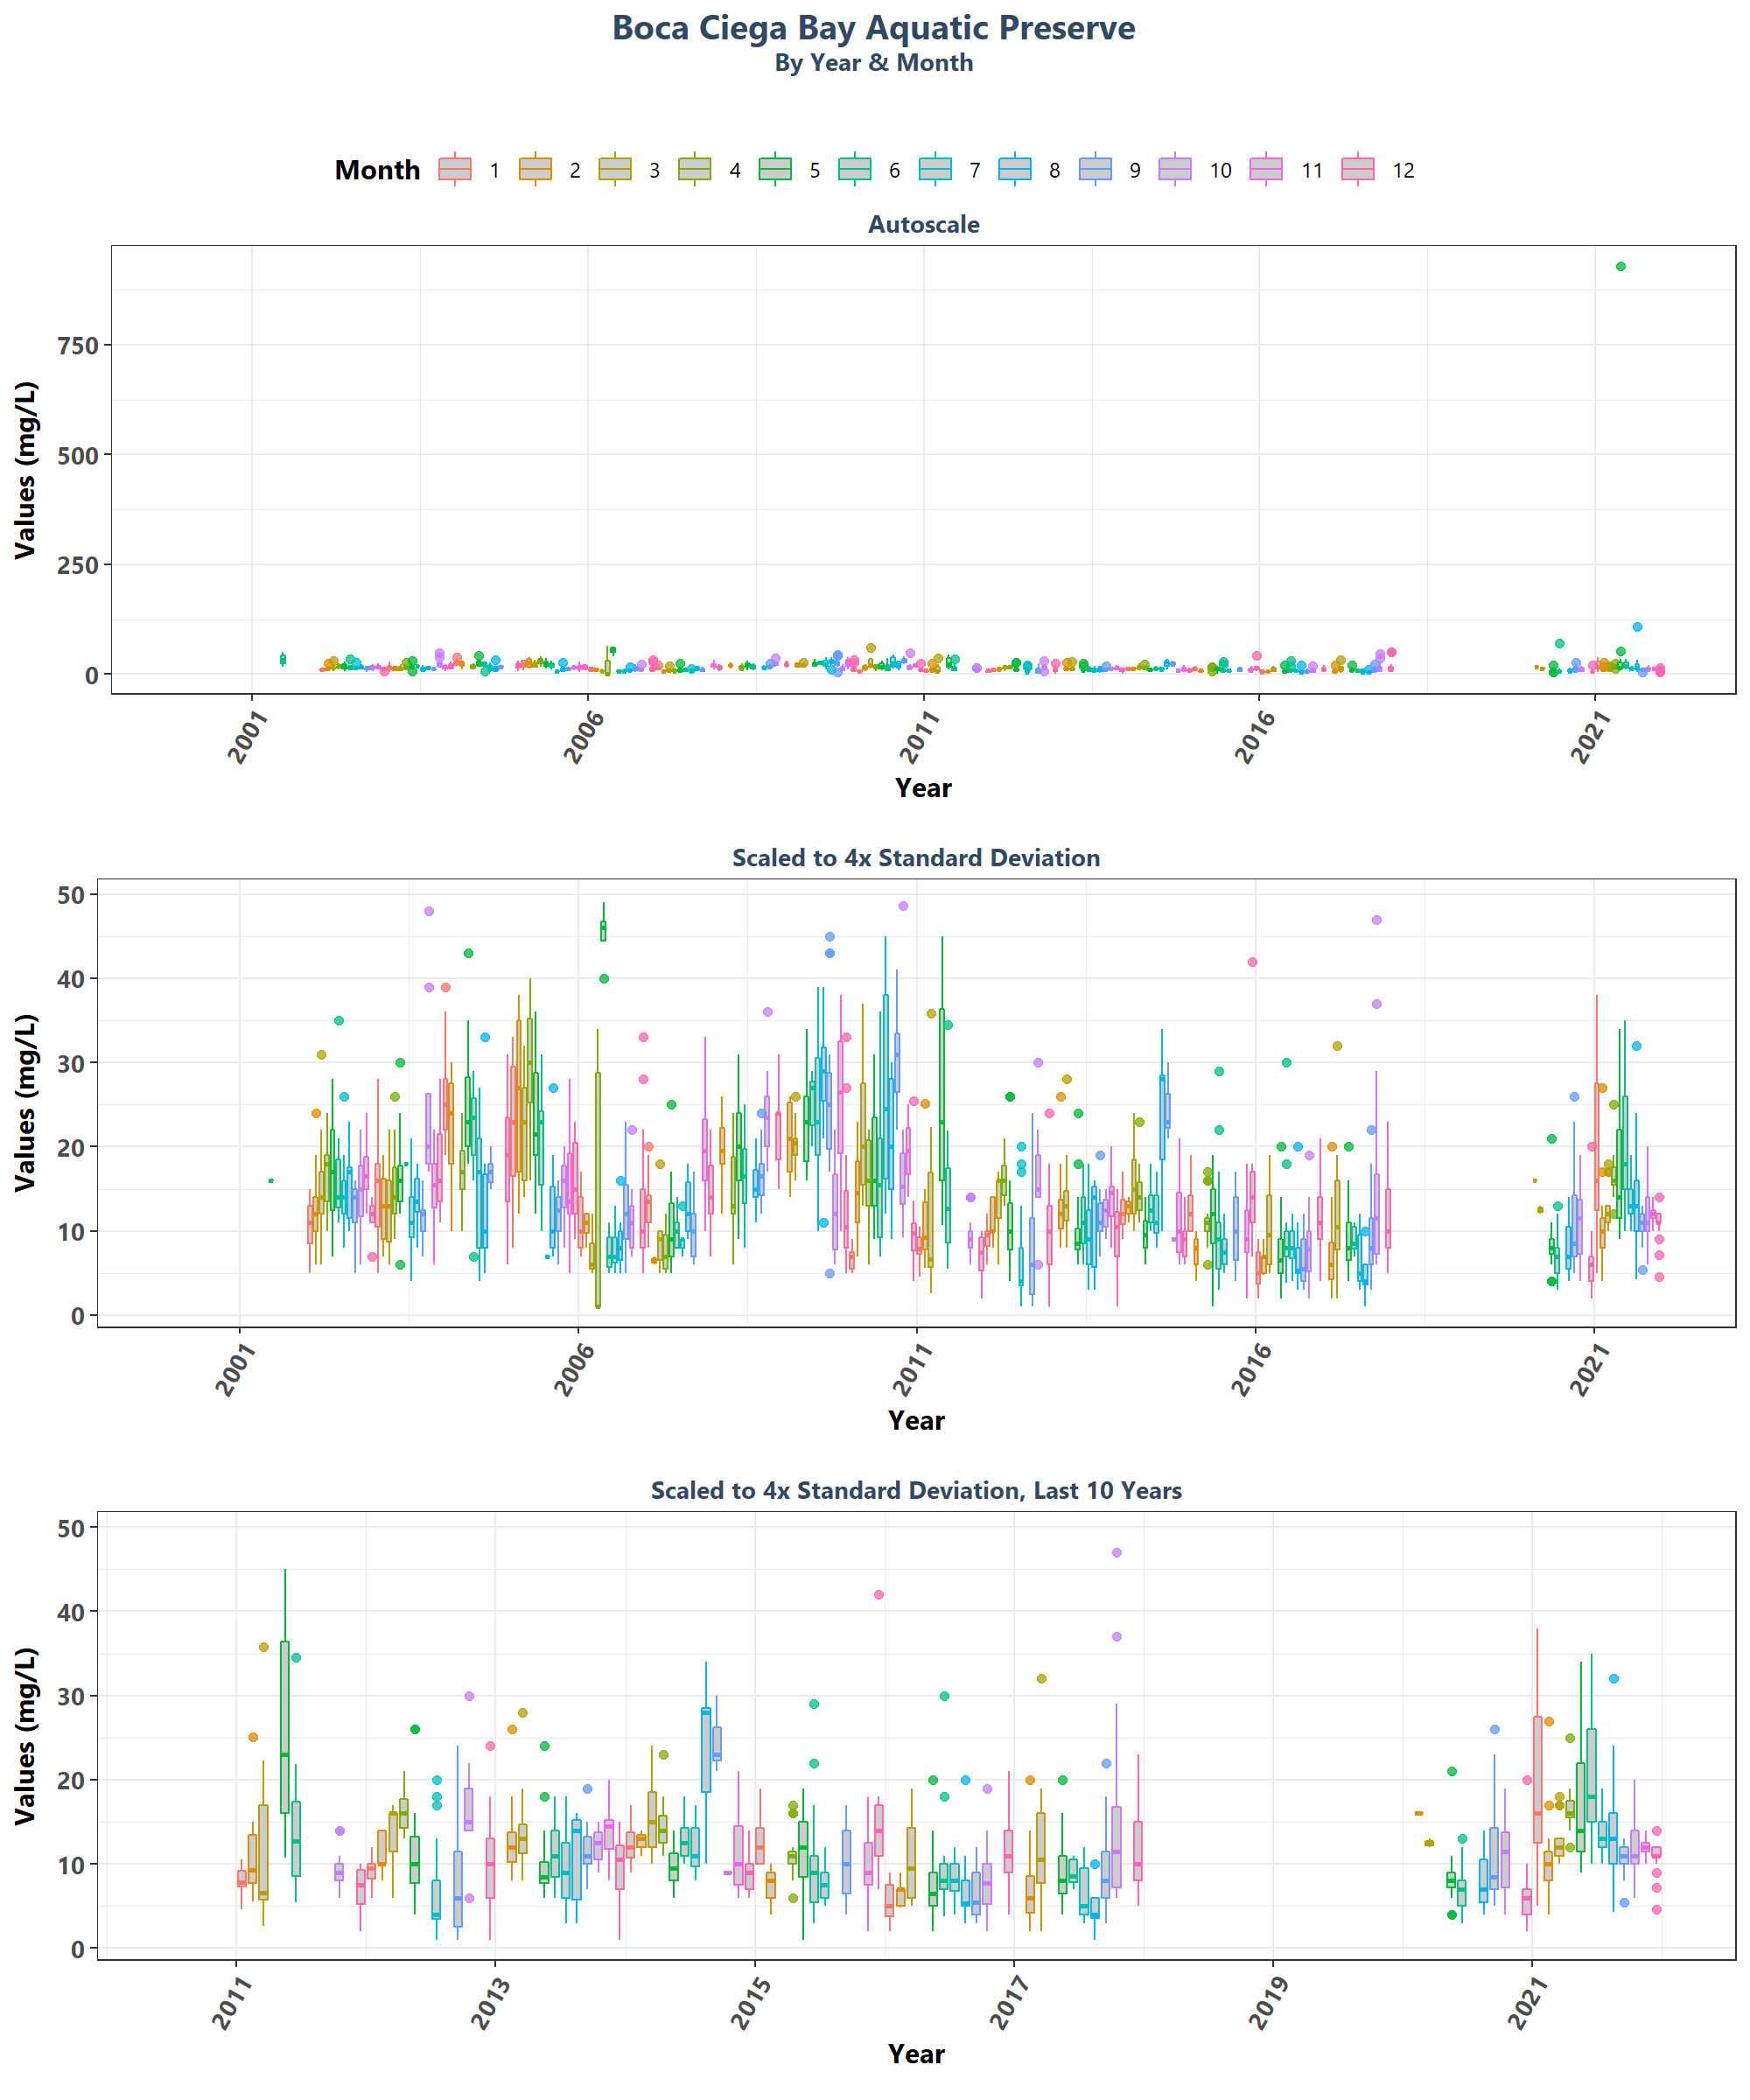 Boca Ciega Bay Aquatic Preserve
By Year & Month
Month 1 2 3 4 5 6 7 8 9 10 11 12
Autoscale
Values (mg/L)
750
500
250
0
2001 2006 2011 2016 2021
Year
Scaled to 4x Standard Deviation
Values (mg/L)
50
40
30
20
10
0
2001 2006 2011 2016 2021
Year
Scaled to 4x Standard Deviation, Last 10 Years
Values (mg/L)
50
40
30
20
10
0
2011 2013 2015 2017 2019 2021
Year